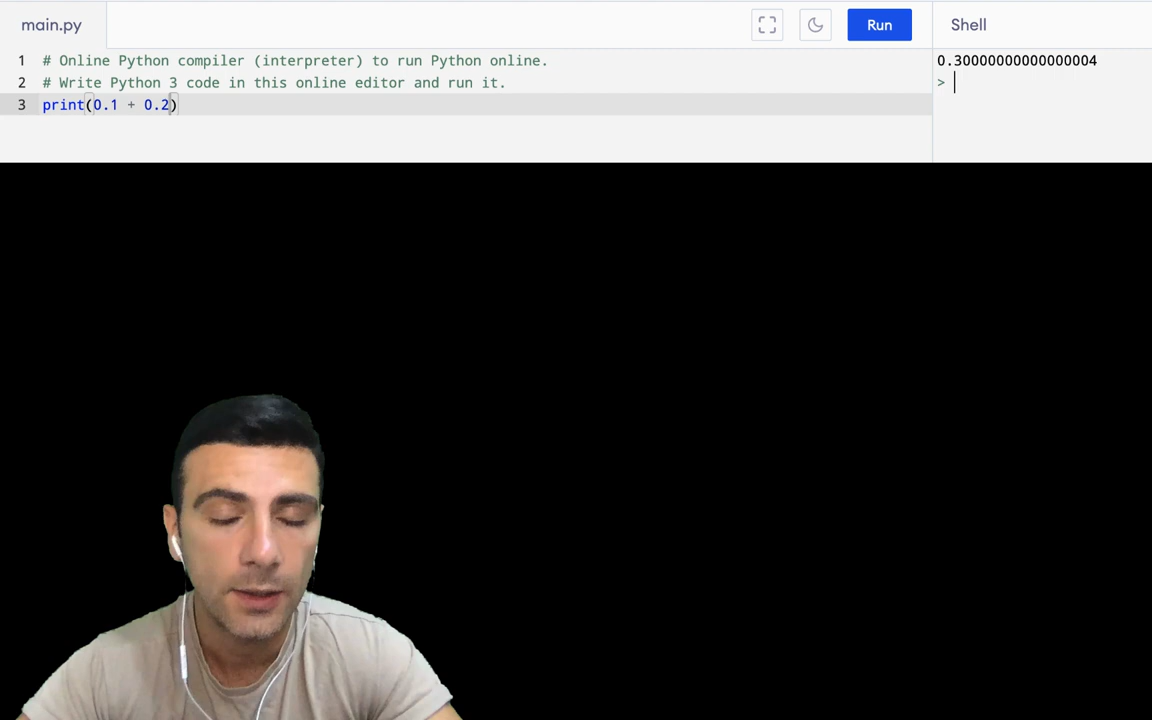 main.py
Run
Shell
1 # Online Python compiler (interpreter) to run Python online.
2 # Write Python 3 code in this online editor and run it.
3 print(0.1 + 0.2)
0.30000000000000004
>